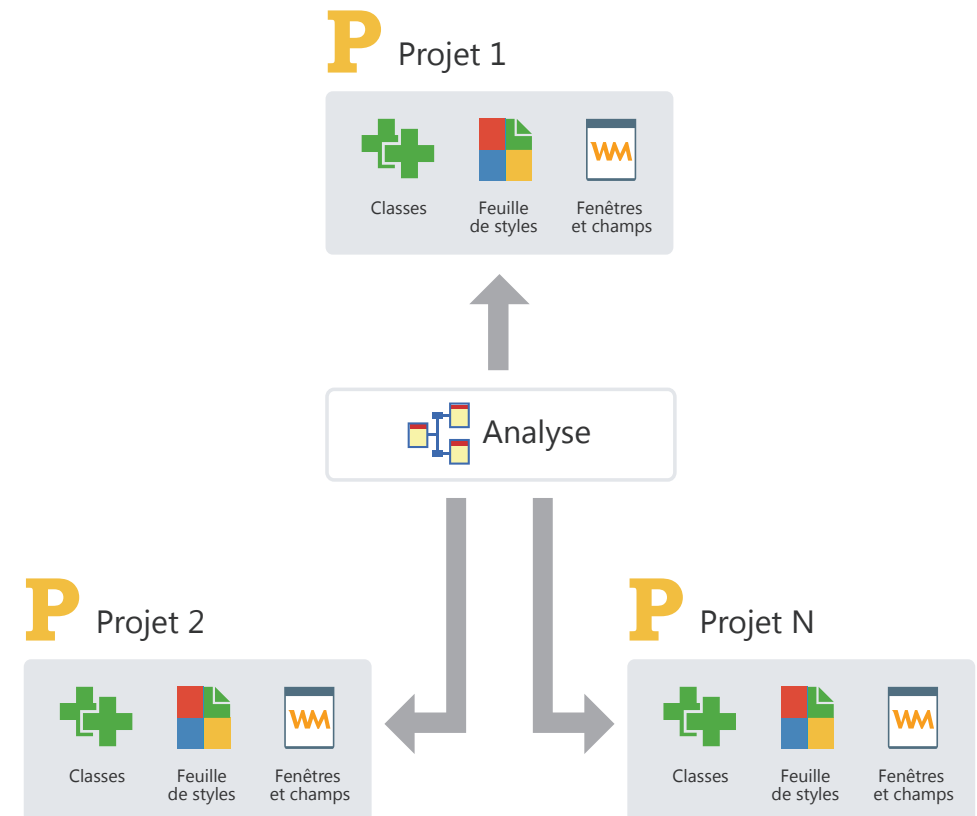 P Projet 1
WM
Classes Feuille de styles Fenêtres et champs
Analyse
P Projet 2
P Projet N
WM
WM
Classes Feuille de styles Fenêtres et champs
Classes Feuille de styles Fenêtres et champs